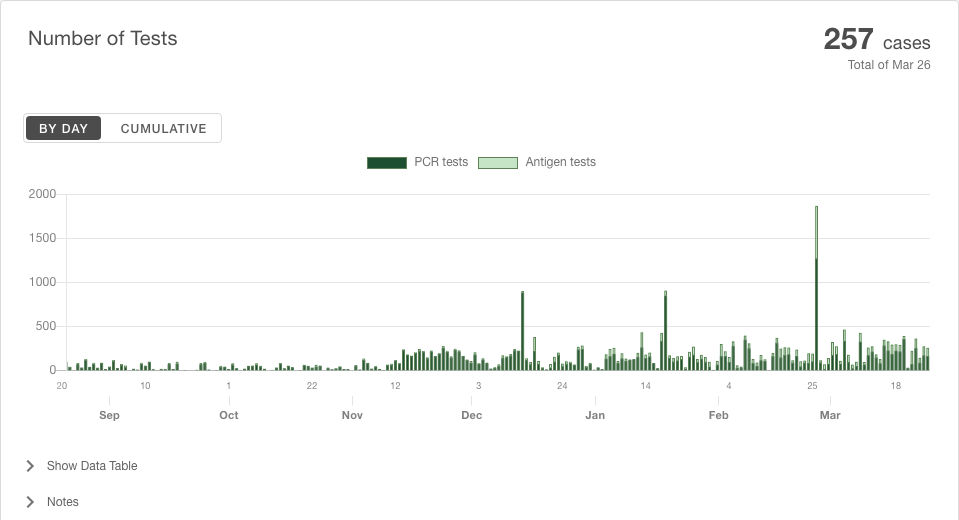 Number of Tests
257 cases
Total of Mar 26
BY DAY CUMULATIVE
PCR tests Antigen tests
2000
1500
1000
500
0
20 10 1 22 12 3 24 14 4 25 18
Sep Oct Nov Dec Jan Feb Mar
Show Data Table
Notes